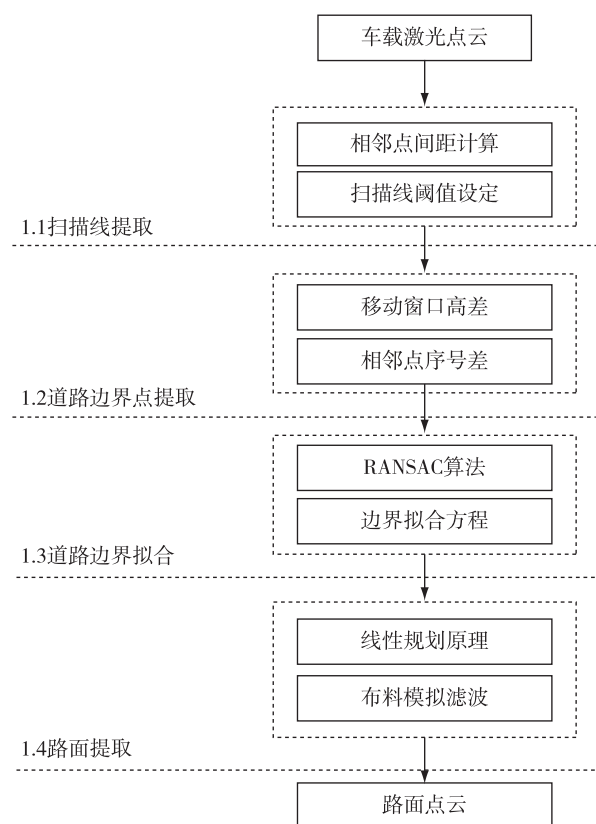 车载激光点云
相邻点间距计算
扫描线阈值设定
1.1扫描线提取
移动窗口高差
相邻点序号差
1.2道路边界点提取
RANSAC算法
边界拟合方程
1.3道路边界拟合
线性规划原理
布料模拟滤波
1.4路面提取
路面点云